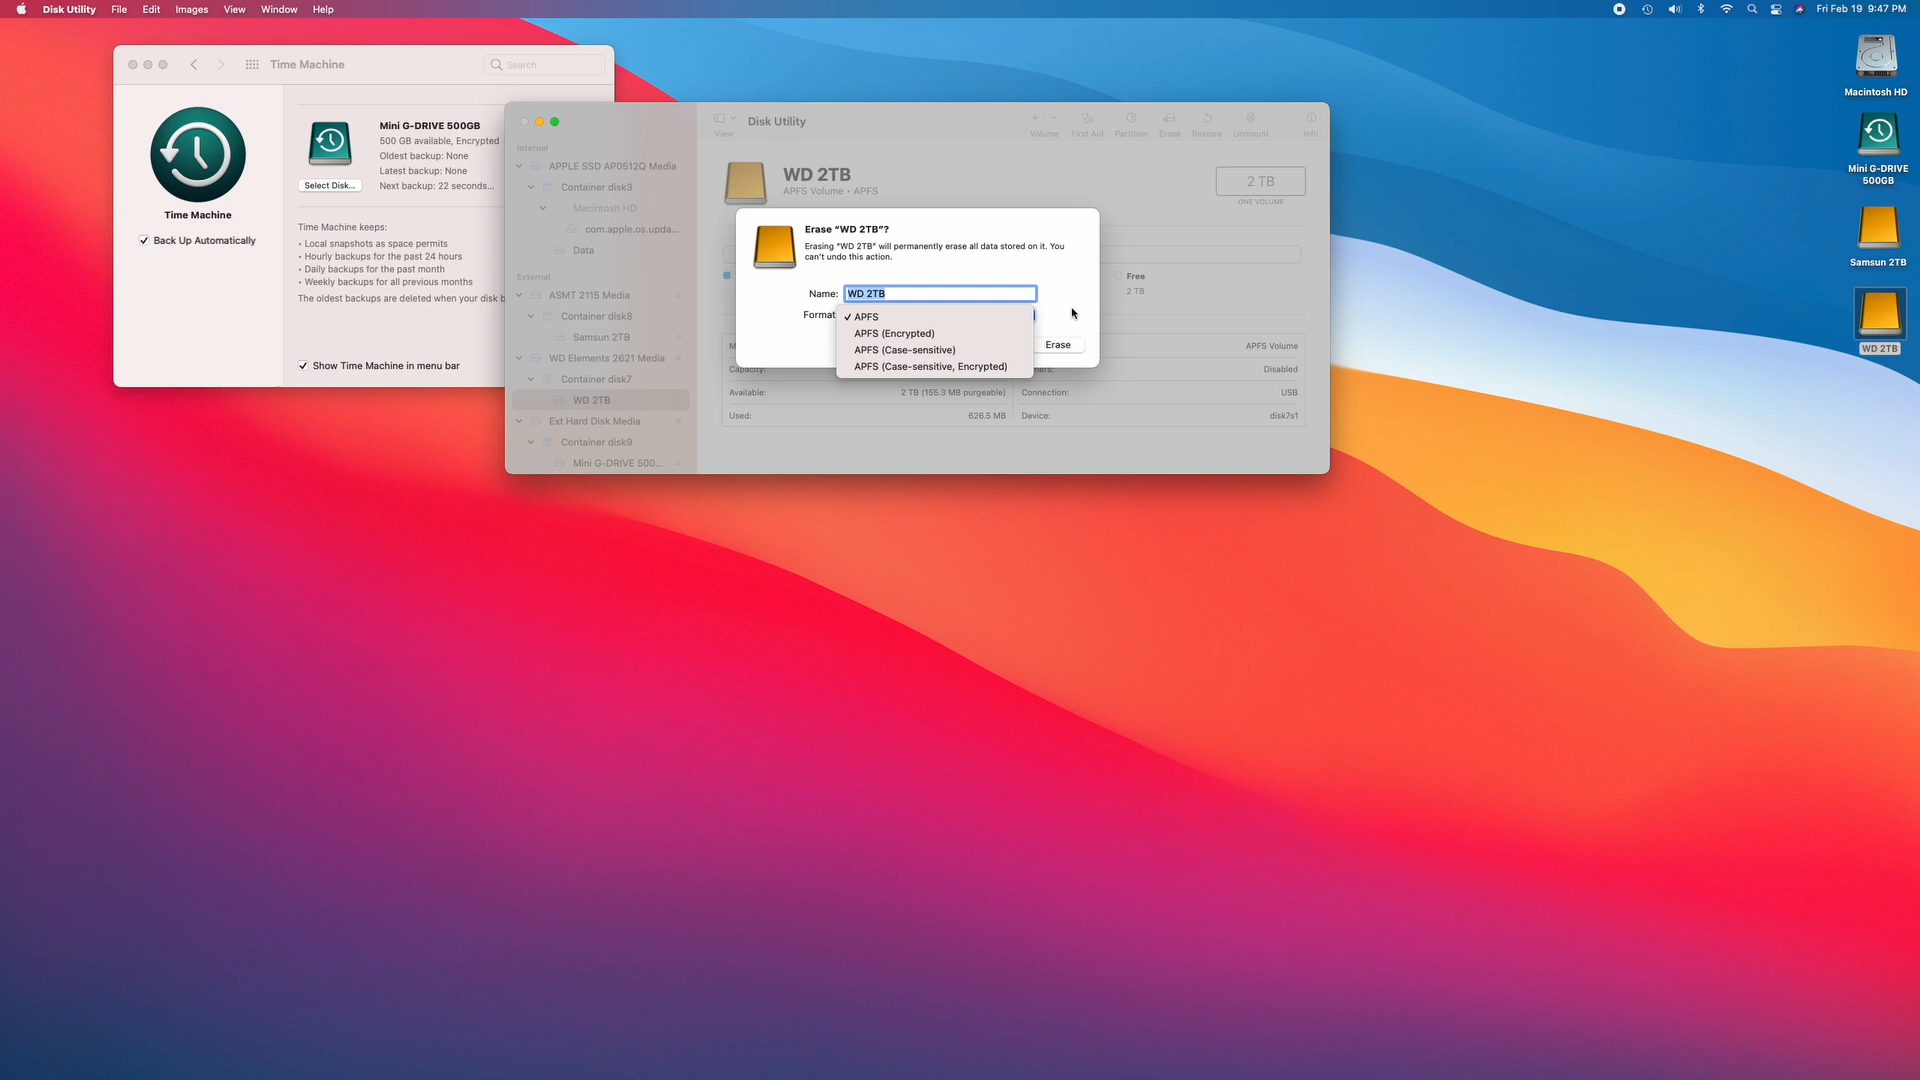 Disk Utility File Edit Images View Window Help
Fri Feb 19 9:47 PM
Time Machine
Search
Time Machine
Back Up Automatically
Select Disk...
Mini G-DRIVE 500GB
500 GB available, Encrypted
Oldest backup: None
Latest backup: None
Next backup: 22 seconds...
Time Machine keeps:
• Local snapshots as space permits
• Hourly backups for the past 24 hours
• Daily backups for the past month
• Weekly backups for all previous months
The oldest backups are deleted when your disk b
Show Time Machine in menu bar
Internal
APPLE SSD AP0512Q Media
Container disk3
Macintosh HD
com.apple.os.upda...
Data
External
ASMT 2115 Media
Container disk8
Samsun 2TB
WD Elements 2621 Media
Container disk7
WD 2TB
Ext Hard Disk Media
Container disk9
Mini G-DRIVE 500...
View
Disk Utility
Volume First Aid Partition Erase Restore Unmount Info
WD 2TB
APFS Volume • APFS
2 TB
ONE VOLUME
Free
2 TB
Erase “WD 2TB”?
Erasing “WD 2TB” will permanently erase all data stored on it. You
can’t undo this action.
Name: WD 2TB
Format
✓ APFS
APFS (Encrypted)
APFS (Case-sensitive)
APFS (Case-sensitive, Encrypted)
Erase
APFS Volume
Capacity:
Disabled
Available: 2 TB (155.3 MB purgeable)
Connection: USB
Used: 626.5 MB
Device: disk7s1
Macintosh HD
Mini G-DRIVE
500GB
Samsun 2TB
WD 2TB